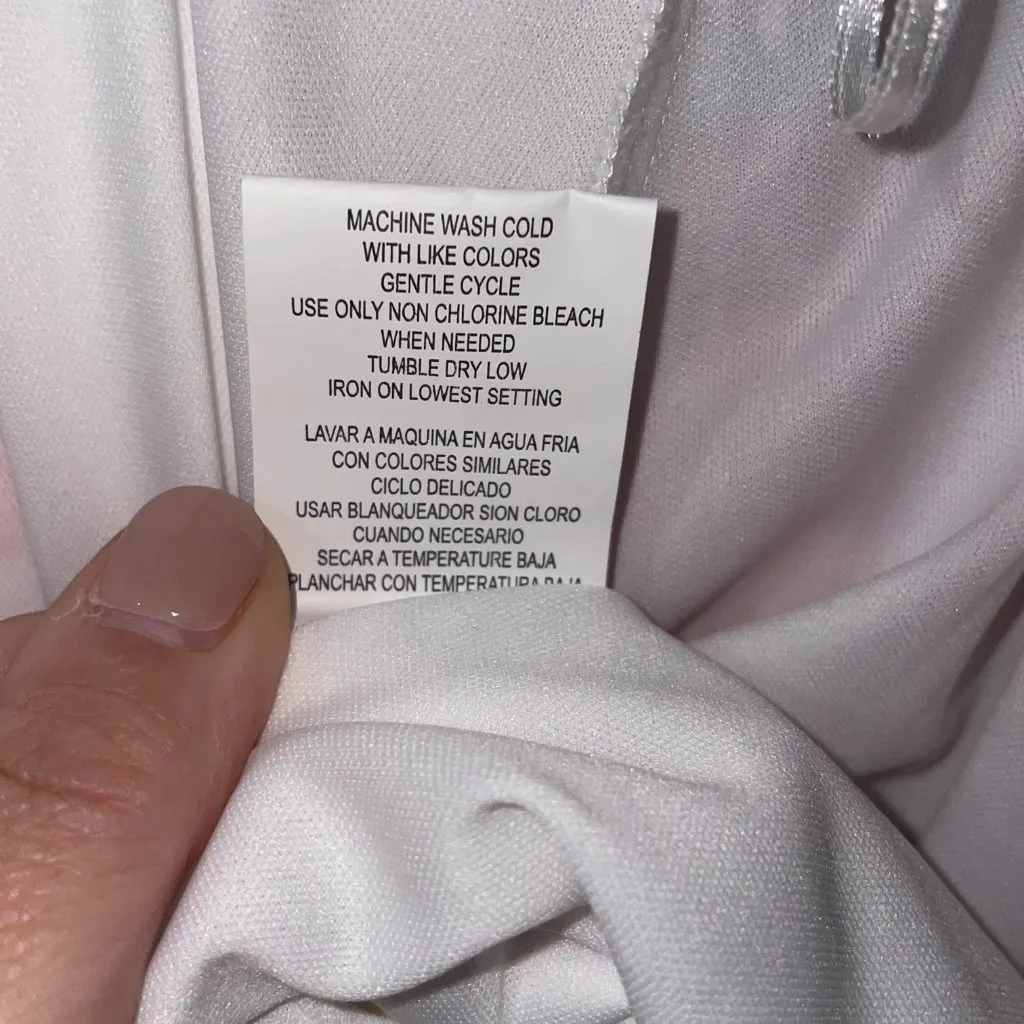 MACHINE WASH COLD
WITH LIKE COLORS
GENTLE CYCLE
USE ONLY NON CHLORINE BLEACH
WHEN NEEDED
TUMBLE DRY LOW
IRON ON LOWEST SETTING
LAVAR A MAQUINA EN AGUA FRIA
CON COLORES SIMILARES
CICLO DELICADO
USAR BLANQUEADOR SION CLORO
CUANDO NECESARIO
SECAR A TEMPERATURE BAJA
PLANCHAR CON TEMPERATURA BAJA